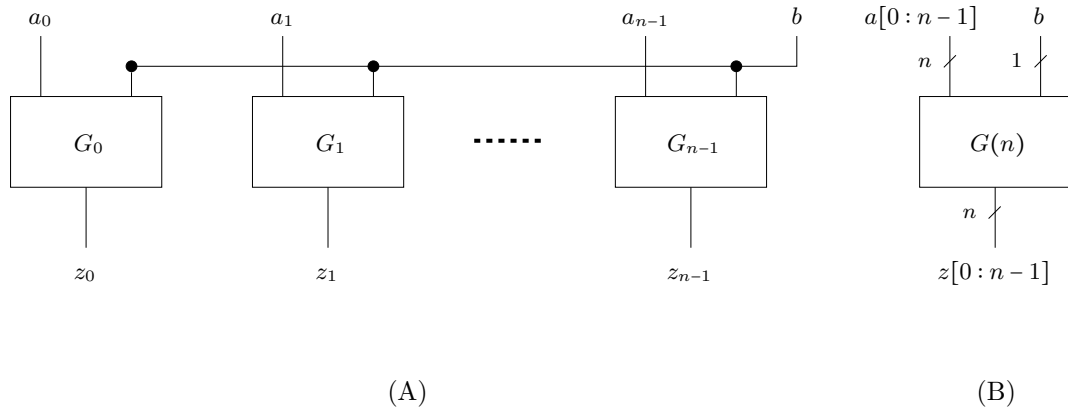 a₀ a₁ aₙ₋₁ b a[0 : n − 1] b
n 1
G₀ G₁ Gₙ₋₁ G(n)
n
z₀ z₁ zₙ₋₁ z[0 : n − 1]
(A) (B)